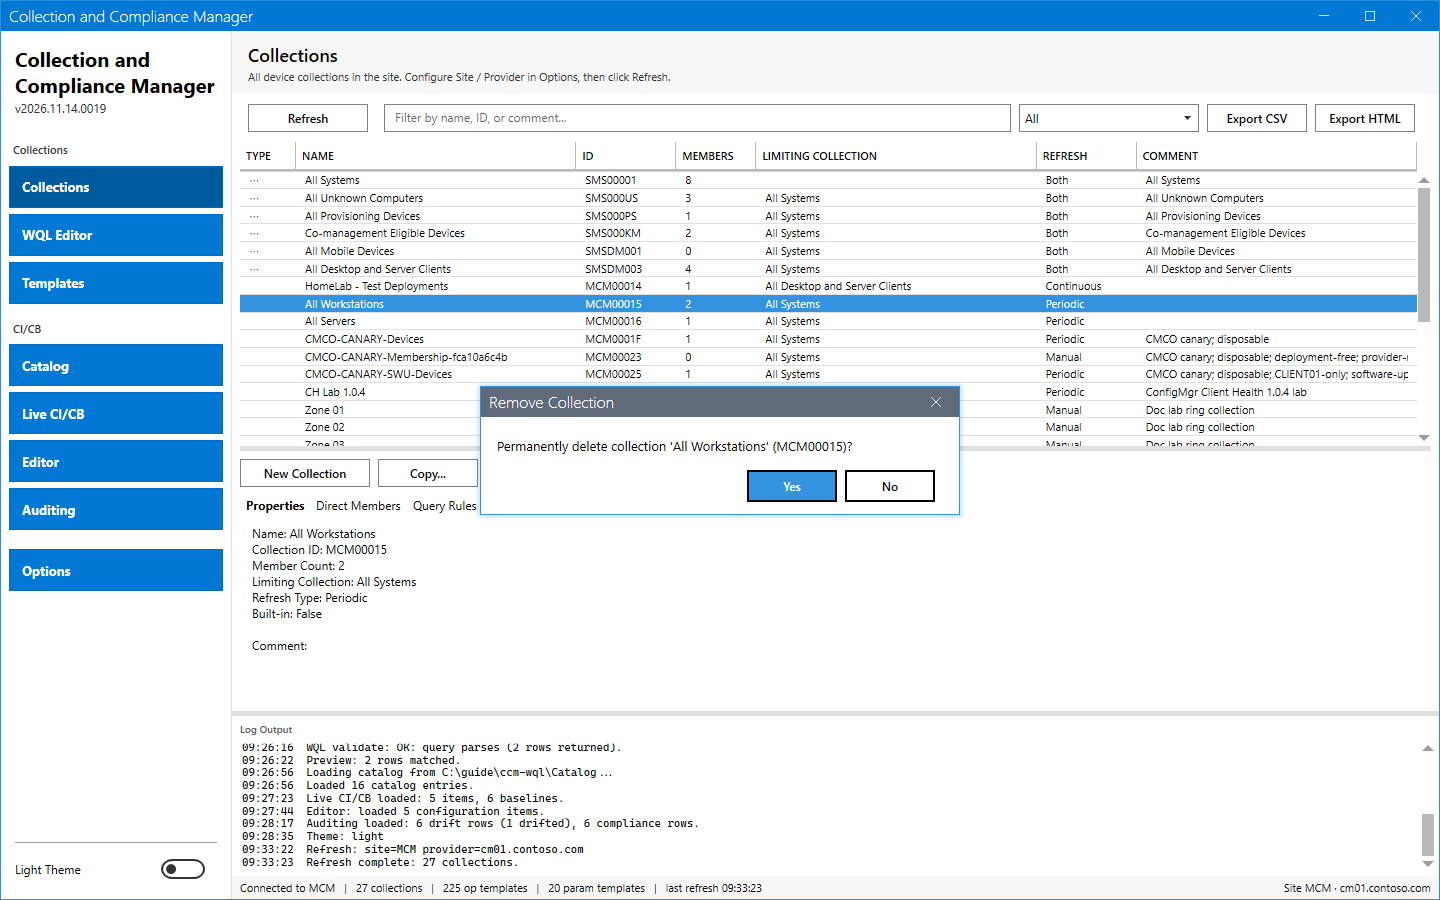 Collection and Compliance Manager
Collection and
Compliance Manager
v2026.11.14.0019
Collections
Collections
WQL Editor
Templates
CI/CB
Catalog
Live CI/CB
Editor
Auditing
Options
Light Theme
Collections
All device collections in the site. Configure Site / Provider in Options, then click Refresh.
Refresh Filter by name, ID, or comment... All Export CSV Export HTML
TYPE NAME ID MEMBERS LIMITING COLLECTION REFRESH COMMENT
... All Systems SMS00001 8 Both All Systems
... All Unknown Computers SMS000US 3 All Systems Both All Unknown Computers
... All Provisioning Devices SMS000PS 1 All Systems Both All Provisioning Devices
... Co-management Eligible Devices SMS000KM 2 All Systems Both Co-management Eligible Devices
... All Mobile Devices SMSDM001 0 All Systems Both All Mobile Devices
... All Desktop and Server Clients SMSDM003 4 All Systems Both All Desktop and Server Clients
HomeLab - Test Deployments MCM00014 1 All Desktop and Server Clients Continuous
All Workstations MCM00015 2 All Systems Periodic
All Servers MCM00016 1 All Systems Periodic
CMCO-CANARY-Devices MCM0001F 1 All Systems Periodic CMCO canary; disposable
CMCO-CANARY-Membership-fca10a6c4b MCM00023 0 All Systems Manual CMCO canary; disposable; deployment-free; provider-
CMCO-CANARY-SWU-Devices MCM00025 1 All Systems Periodic CMCO canary; disposable; CLIENT01-only; software-up
CH Lab 1.0.4 Periodic ConfigMgr Client Health 1.0.4 lab
Zone 01 Manual Doc lab ring collection
Zone 02 Manual Doc lab ring collection
Zone 03 Manual Doc lab ring collection
Remove Collection
Permanently delete collection 'All Workstations' (MCM00015)?
Yes No
New Collection Copy...
Properties Direct Members Query Rules
Name: All Workstations
Collection ID: MCM00015
Member Count: 2
Limiting Collection: All Systems
Refresh Type: Periodic
Built-in: False
Comment:
Log Output
09:26:16 WQL validate: OK: query parses (2 rows returned).
09:26:22 Preview: 2 rows matched.
09:26:56 Loading catalog from C:\guide\ccm-wql\Catalog...
09:26:56 Loaded 16 catalog entries.
09:27:23 Live CI/CB loaded: 5 items, 6 baselines.
09:27:44 Editor: loaded 5 configuration items.
09:28:17 Auditing loaded: 6 drift rows (1 drifted), 6 compliance rows.
09:28:35 Theme: light
09:33:22 Refresh: site=MCM provider=cm01.contoso.com
09:33:23 Refresh complete: 27 collections.
Connected to MCM | 27 collections | 225 op templates | 20 param templates | last refresh 09:33:23 Site MCM · cm01.contoso.com